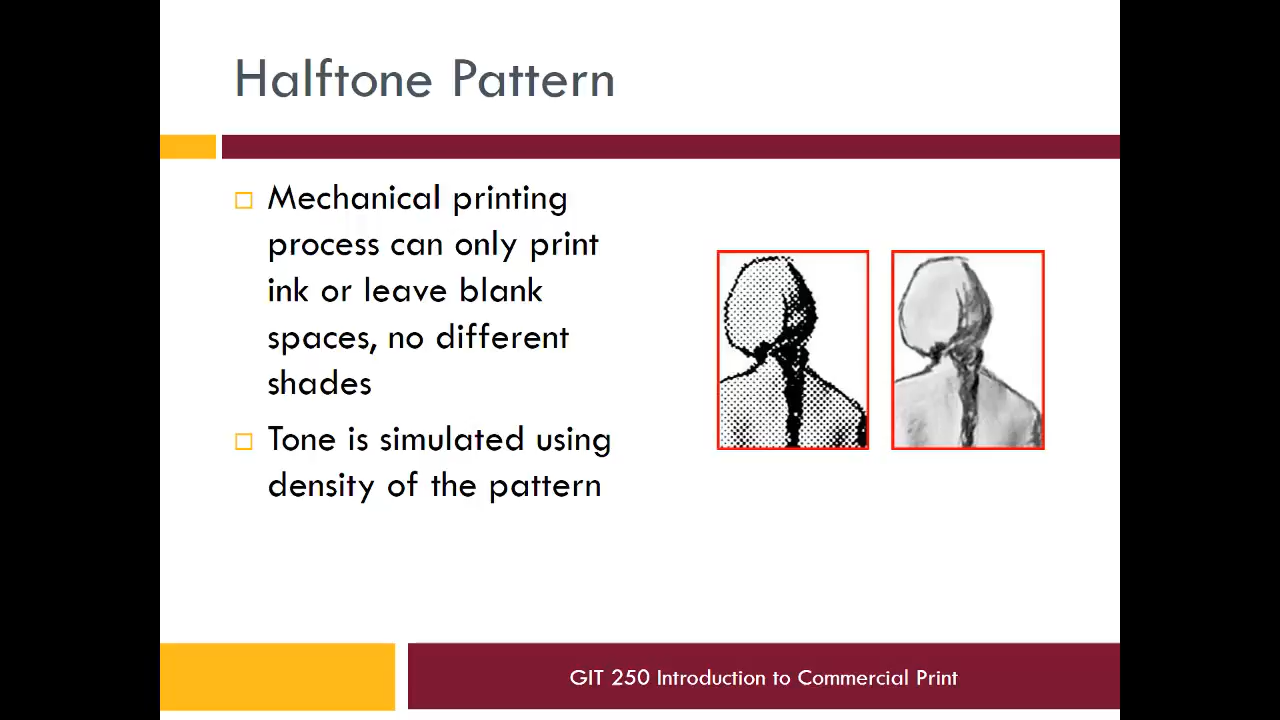 Halftone Pattern
Mechanical printing
process can only print
ink or leave blank
spaces, no different
shades
Tone is simulated using
density of the pattern
GIT 250 Introduction to Commercial Print